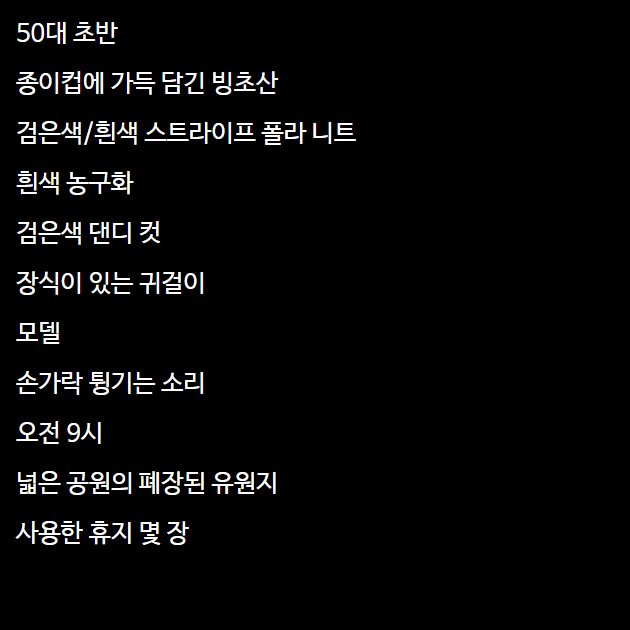 50대 초반
종이컵에 가득 담긴 빙초산
검은색/흰색 스트라이프 폴라 니트
흰색 농구화
검은색 댄디 컷
장식이 있는 귀걸이
모델
손가락 튕기는 소리
오전 9시
넓은 공원의 폐장된 유원지
사용한 휴지 몇 장